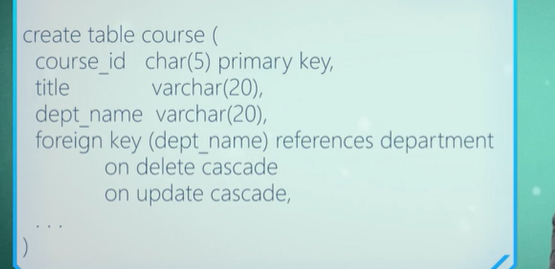 create table course (
course_id char(5) primary key,
title varchar(20),
dept_name varchar(20),
foreign key (dept_name) references department
on delete cascade
on update cascade,
. . .
)